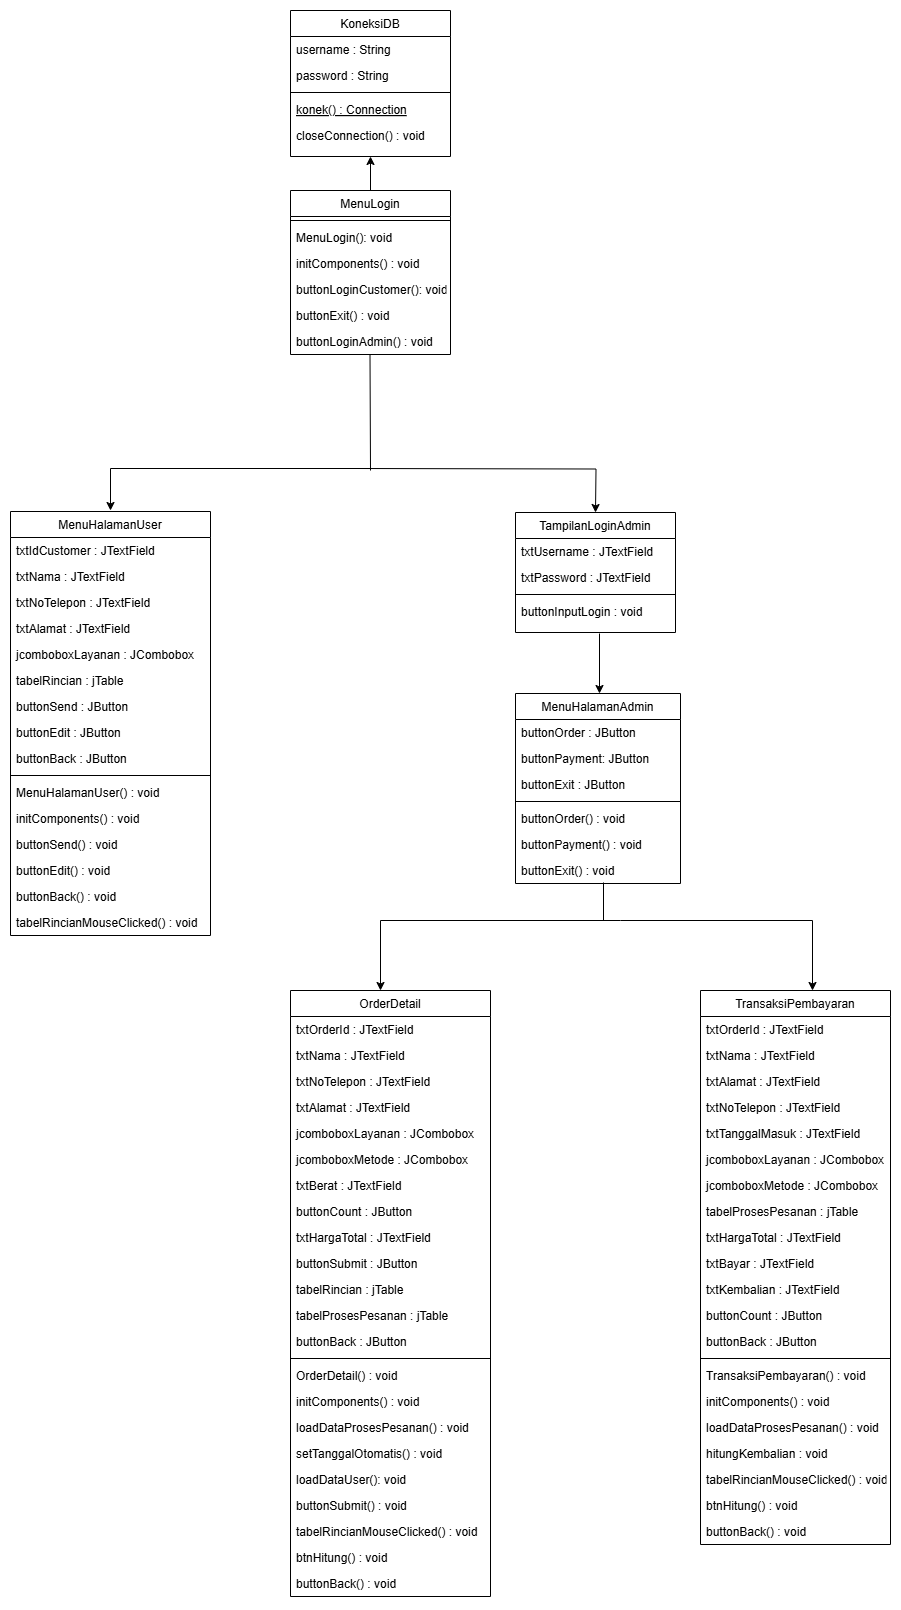 KoneksiDB
username : String
password : String
konek() : Connection
closeConnection() : void
MenuLogin
MenuLogin(): void
initComponents() : void
buttonLoginCustomer(): void
buttonExit() : void
buttonLoginAdmin() : void
MenuHalamanUser
txtIdCustomer : JTextField
txtNama : JTextField
txtNoTelepon : JTextField
txtAlamat : JTextField
jcomboboxLayanan : JCombobox
tabelRincian : jTable
buttonSend : JButton
buttonEdit : JButton
buttonBack : JButton
MenuHalamanUser() : void
initComponents() : void
buttonSend() : void
buttonEdit() : void
buttonBack() : void
tabelRincianMouseClicked() : void
TampilanLoginAdmin
txtUsername : JTextField
txtPassword : JTextField
buttonInputLogin : void
MenuHalamanAdmin
buttonOrder : JButton
buttonPayment: JButton
buttonExit : JButton
buttonOrder() : void
buttonPayment() : void
buttonExit() : void
OrderDetail
txtOrderId : JTextField
txtNama : JTextField
txtNoTelepon : JTextField
txtAlamat : JTextField
jcomboboxLayanan : JCombobox
jcomboboxMetode : JCombobox
txtBerat : JTextField
buttonCount : JButton
txtHargaTotal : JTextField
buttonSubmit : JButton
tabelRincian : jTable
tabelProsesPesanan : jTable
buttonBack : JButton
OrderDetail() : void
initComponents() : void
loadDataProsesPesanan() : void
setTanggalOtomatis() : void
loadDataUser(): void
buttonSubmit() : void
tabelRincianMouseClicked() : void
btnHitung() : void
buttonBack() : void
TransaksiPembayaran
txtOrderId : JTextField
txtNama : JTextField
txtAlamat : JTextField
txtNoTelepon : JTextField
txtTanggalMasuk : JTextField
jcomboboxLayanan : JCombobox
jcomboboxMetode : JCombobox
tabelProsesPesanan : jTable
txtHargaTotal : JTextField
txtBayar : JTextField
txtKembalian : JTextField
buttonCount : JButton
buttonBack : JButton
TransaksiPembayaran() : void
initComponents() : void
loadDataProsesPesanan() : void
hitungKembalian : void
tabelRincianMouseClicked() : void
btnHitung() : void
buttonBack() : void